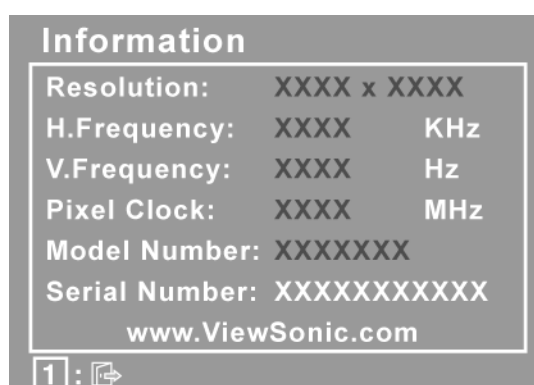 Information
Resolution: XXXX x XXXX
H.Frequency: XXXX KHz
V.Frequency: XXXX Hz
Pixel Clock: XXXX MHz
Model Number: XXXXXXX
Serial Number: XXXXXXXXXXX
www.ViewSonic.com
1 :